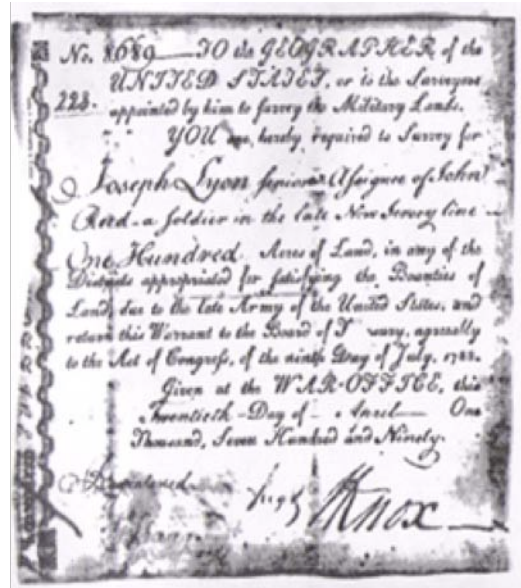 No. 8689 TO the GEOGRAPHER of the
UNITED STATES, or to the Surveyor
223. appointed by him to survey the Military Lands.
YOU are, hereby required to Survey for
Joseph Lyon senior Assignee of John
Read - a Soldier in the late New Jersey line
One Hundred Acres of Land, in any of the
Districts appropriated for satisfying the Bounties of
Land, due to the late Army of the United States, and
return this Warrant to the Board of T ury, agreeably
to the Act of Congress, of the ninth Day of July, 1788.
Given at the WAR-OFFICE, this
Twentieth - Day of - April One
Thousand, Seven Hundred and Ninety.
Registered
Knox